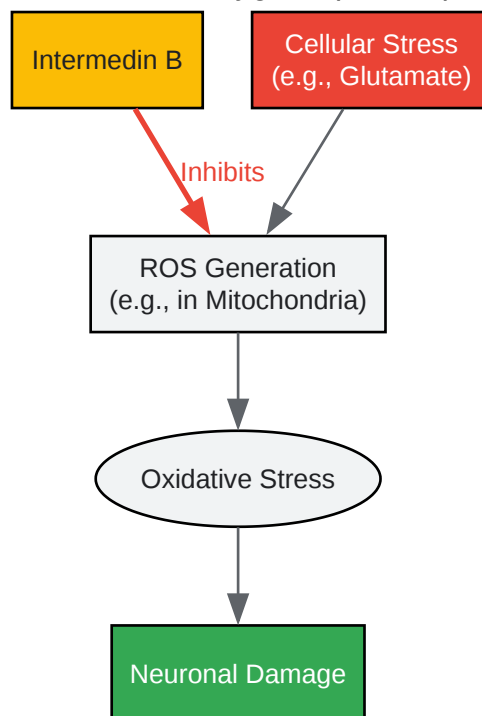 Intermedin B
Cellular Stress
(e.g., Glutamate)
Inhibits
ROS Generation
(e.g., in Mitochondria)
Oxidative Stress
Neuronal Damage